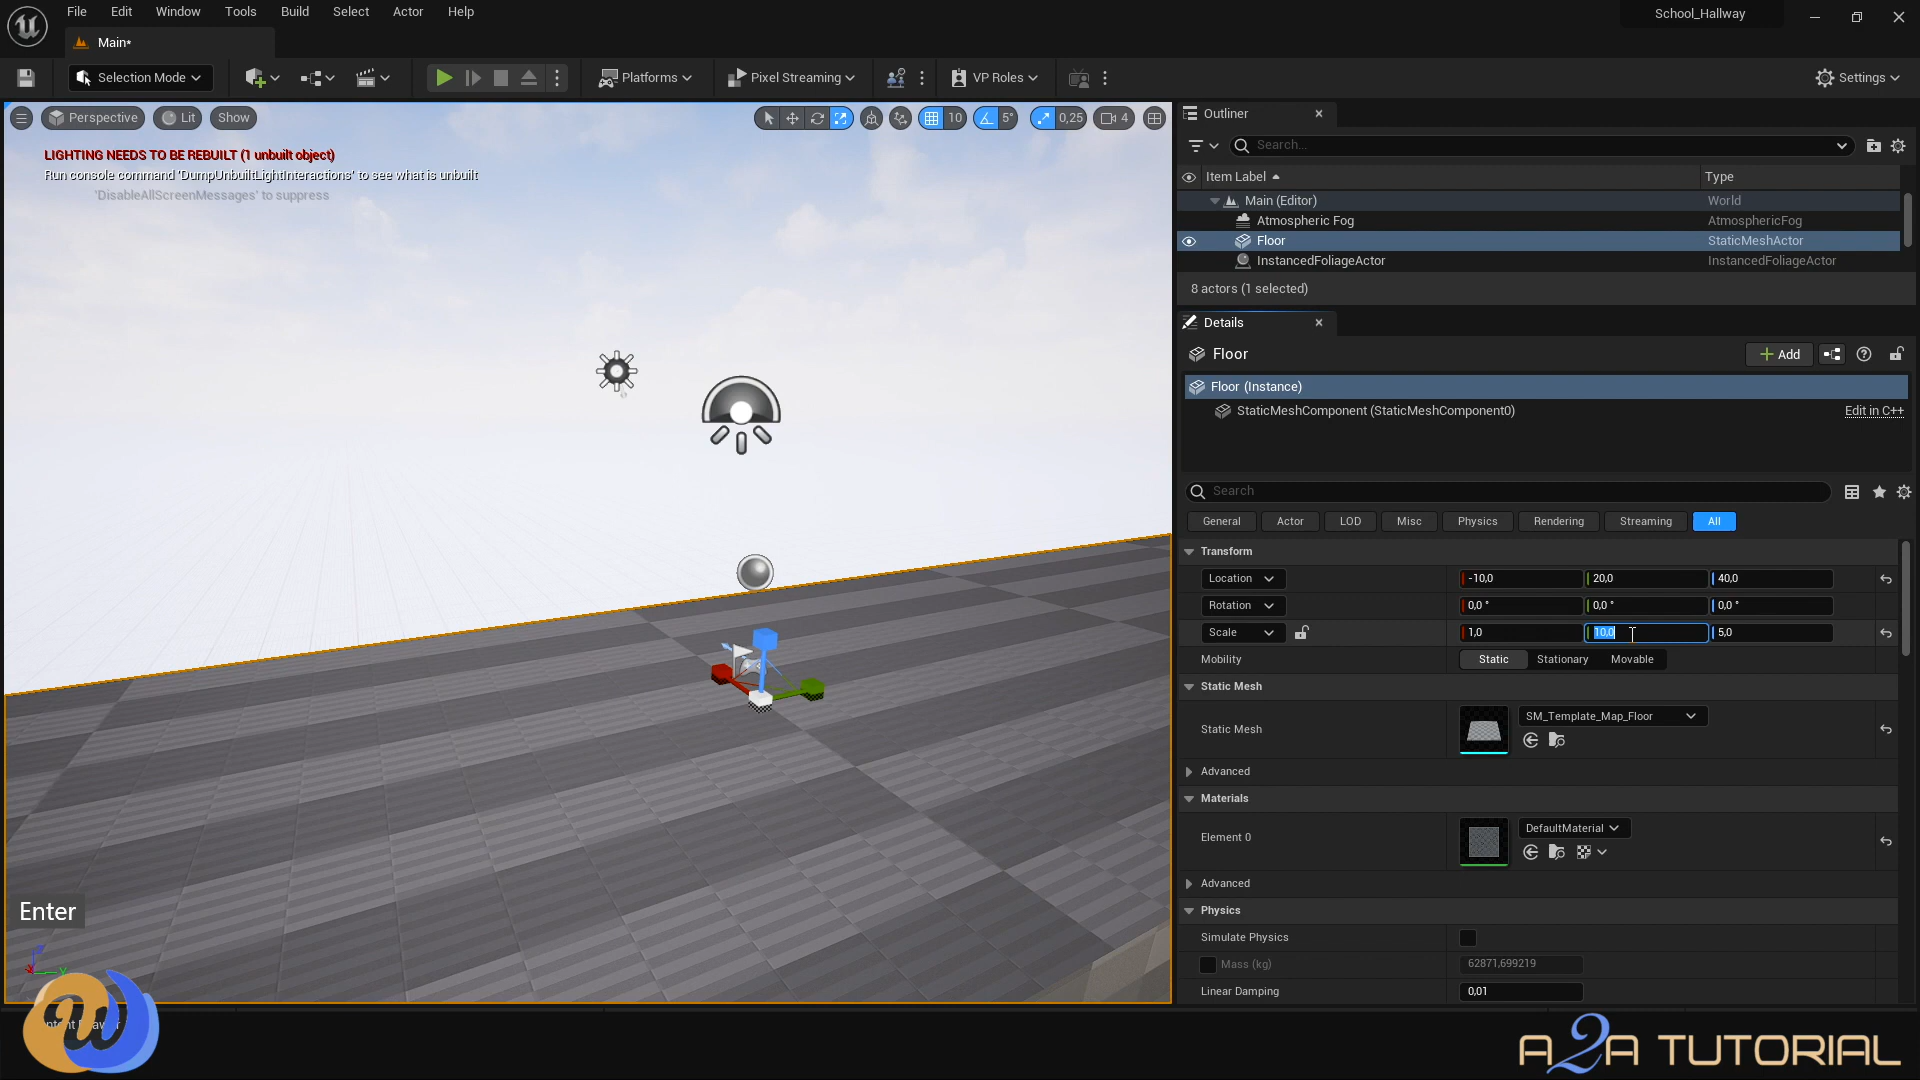 File Edit Window Tools Build Select Actor Help
School_Hallway
Main*
Selection Mode
Platforms
Pixel Streaming
VP Roles
Settings
Perspective Lit Show
10 5° 0,25 4
LIGHTING NEEDS TO BE REBUILT (1 unbuilt object)
Run console command 'DumpUnbuiltLightInteractions' to see what is unbuilt
'DisableAllScreenMessages' to suppress
Enter
Outliner
Search...
Item Label Type
Main (Editor) World
Atmospheric Fog AtmosphericFog
Floor StaticMeshActor
InstancedFoliageActor InstancedFoliageActor
8 actors (1 selected)
Details
Floor
Add
Floor (Instance)
StaticMeshComponent (StaticMeshComponent0) Edit in C++
Search
General Actor LOD Misc Physics Rendering Streaming All
Transform
Location -10,0 20,0 40,0
Rotation 0,0 ° 0,0 ° 0,0 °
Scale 1,0 10,0 5,0
Mobility Static Stationary Movable
Static Mesh
Static Mesh SM_Template_Map_Floor
Advanced
Materials
Element 0 DefaultMaterial
Advanced
Physics
Simulate Physics
Mass (kg) 62871,699219
Linear Damping 0,01
A2A TUTORIAL